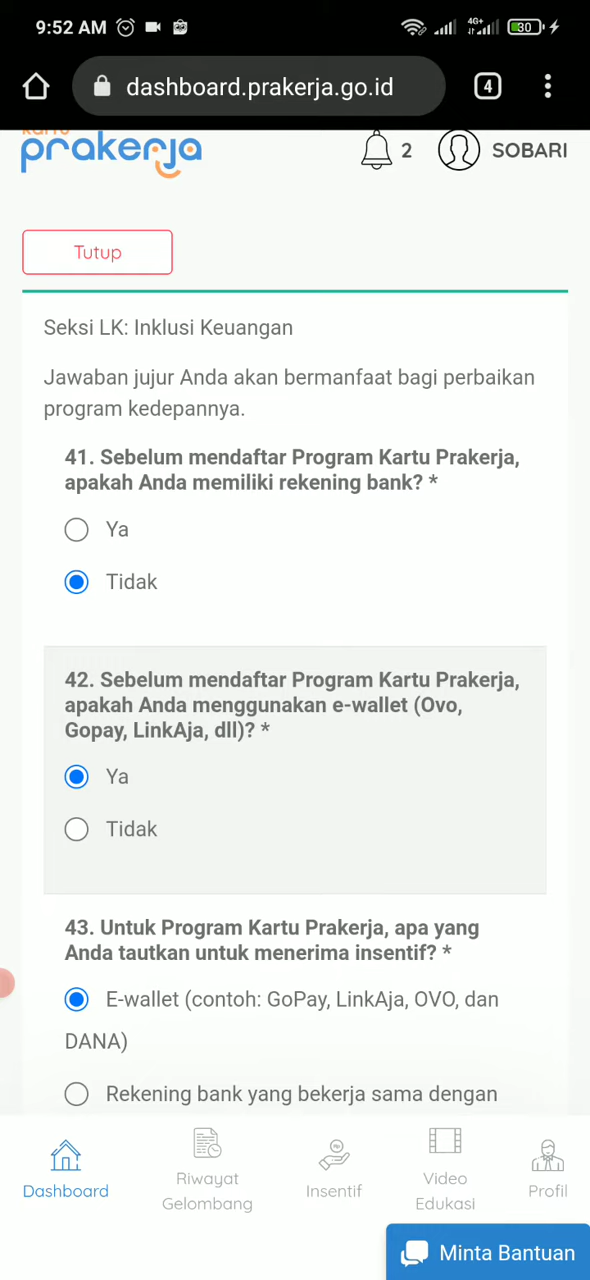 9:52 AM
4G+
30
dashboard.prakerja.go.id
4
kartu
prakerja
2
SOBARI
Tutup
Seksi LK: Inklusi Keuangan
Jawaban jujur Anda akan bermanfaat bagi perbaikan
program kedepannya.
41. Sebelum mendaftar Program Kartu Prakerja,
apakah Anda memiliki rekening bank? *
Ya
Tidak
42. Sebelum mendaftar Program Kartu Prakerja,
apakah Anda menggunakan e-wallet (Ovo,
Gopay, LinkAja, dll)? *
Ya
Tidak
43. Untuk Program Kartu Prakerja, apa yang
Anda tautkan untuk menerima insentif? *
E-wallet (contoh: GoPay, LinkAja, OVO, dan
DANA)
Rekening bank yang bekerja sama dengan
Dashboard
Riwayat
Gelombang
Rp
Insentif
Video
Edukasi
Profil
Minta Bantuan